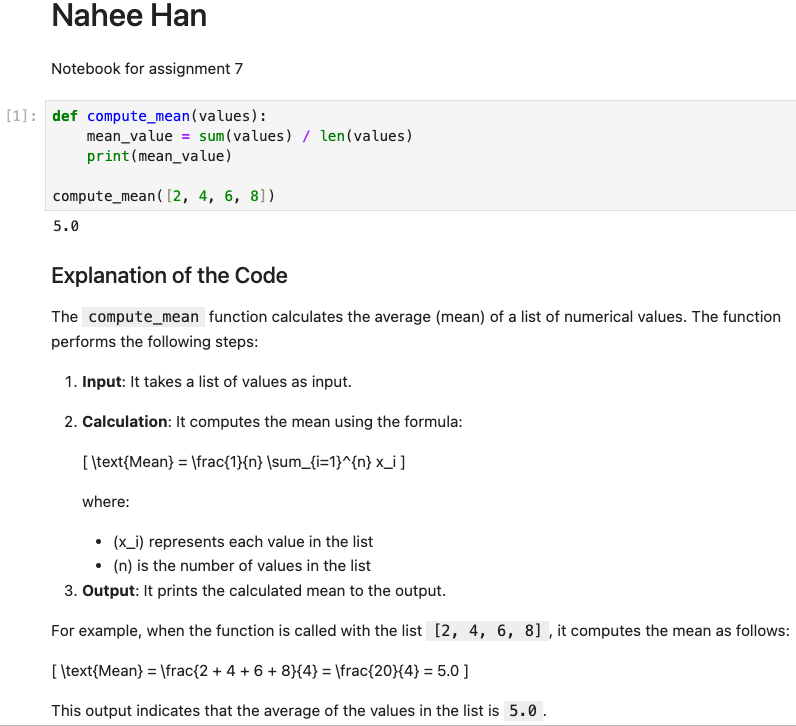 Nahee Han
Notebook for assignment 7
[1]: def compute_mean(values):
    mean_value = sum(values) / len(values)
    print(mean_value)
compute_mean([2, 4, 6, 8])
5.0
Explanation of the Code
The compute_mean function calculates the average (mean) of a list of numerical values. The function
performs the following steps:
1. Input: It takes a list of values as input.
2. Calculation: It computes the mean using the formula:
[ \text{Mean} = \frac{1}{n} \sum_{i=1}^{n} x_i ]
where:
• (x_i) represents each value in the list
• (n) is the number of values in the list
3. Output: It prints the calculated mean to the output.
For example, when the function is called with the list [2, 4, 6, 8] , it computes the mean as follows:
[ \text{Mean} = \frac{2 + 4 + 6 + 8}{4} = \frac{20}{4} = 5.0 ]
This output indicates that the average of the values in the list is 5.0 .